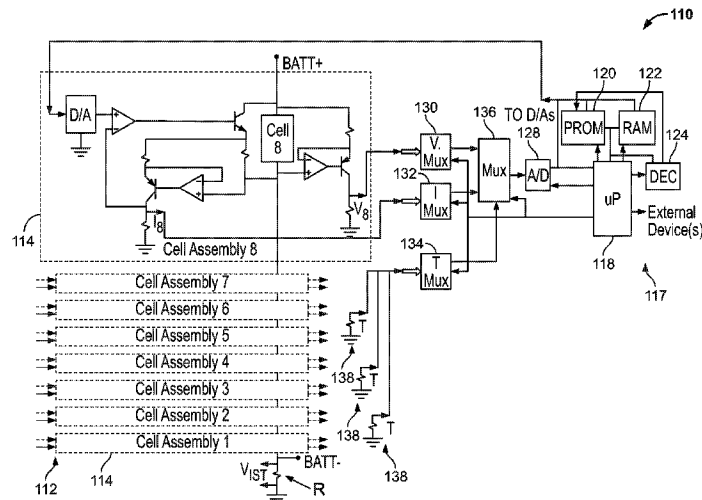 110
BATT+
120
122
130
136
TO D/As
128
PROM
RAM
124
D/A
Cell
8
V.
Mux
Mux
A/D
DEC
132
I
Mux
uP
External
Device(s)
V8
I8
114
Cell Assembly 8
134
T
Mux
118
117
Cell Assembly 7
Cell Assembly 6
Cell Assembly 5
Cell Assembly 4
Cell Assembly 3
Cell Assembly 2
Cell Assembly 1
T
138
T
138
T
138
112
114
VIST
BATT-
R